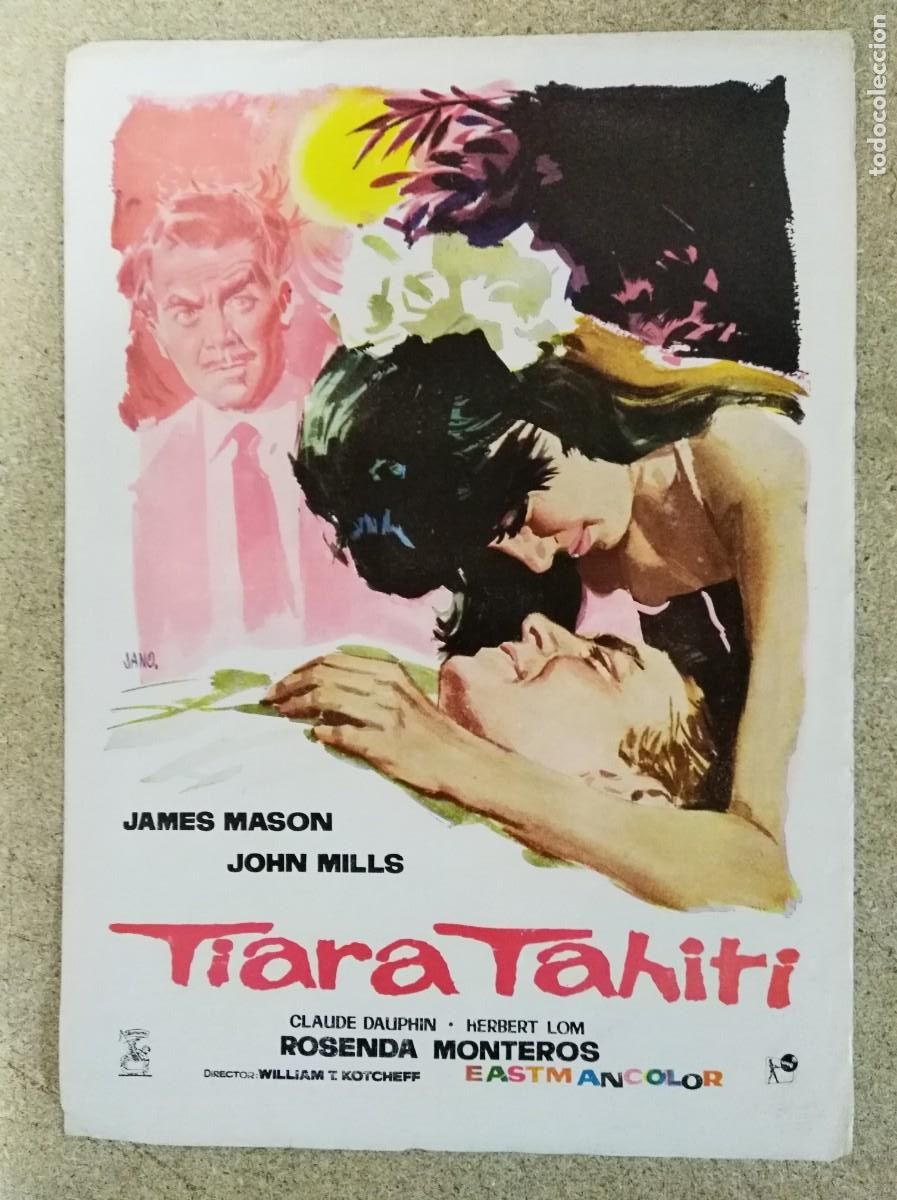 todocoleccion
JANO.
JAMES MASON
JOHN MILLS
Tiara Tahiti
CLAUDE DAUPHIN · HERBERT LOM
ROSENDA MONTEROS
DIRECTOR: WILLIAM T. KOTCHEFF EASTMANCOLOR